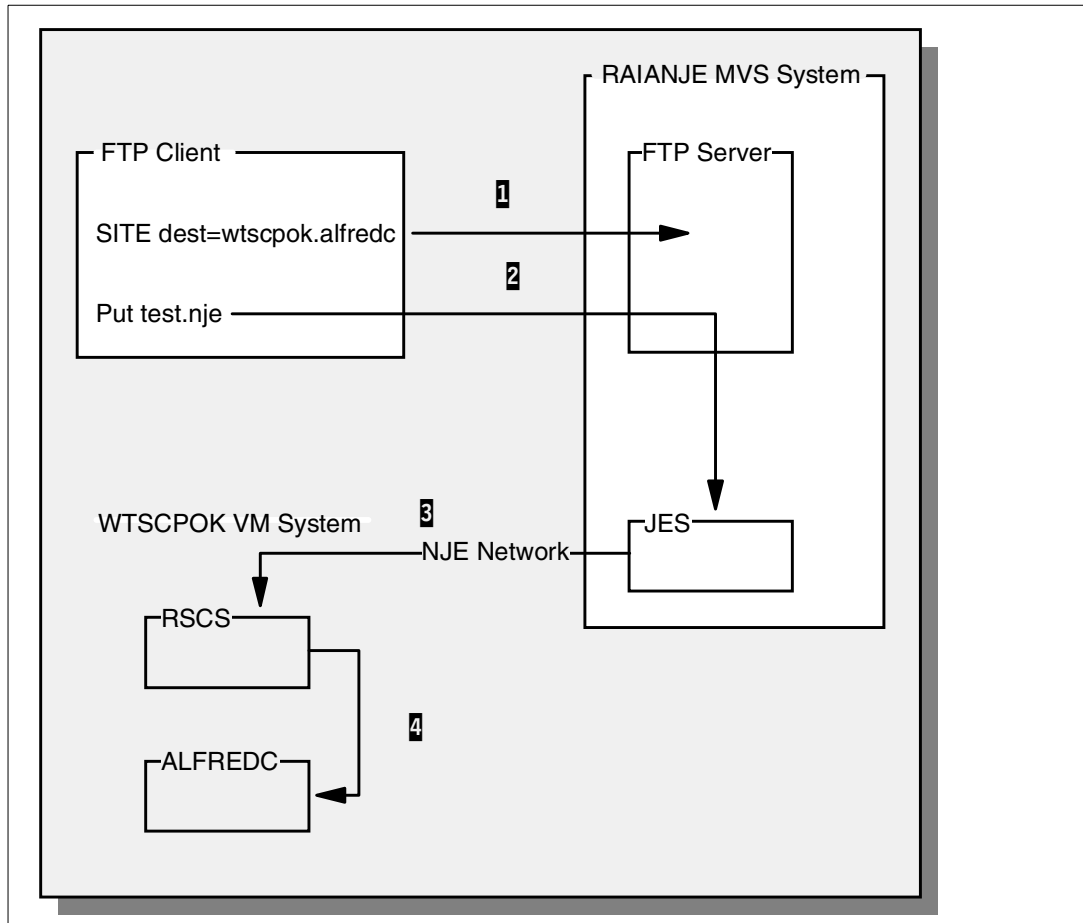 RAIANJE MVS System
FTP Client
FTP Server
1
SITE dest=wtscpok.alfredc
2
Put test.nje
3
WTSCPOK VM System
JES
NJE Network
RSCS
4
ALFREDC